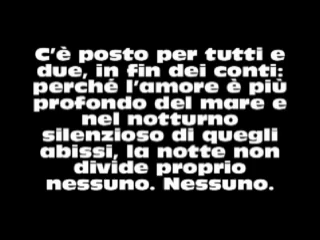 C'è posto per tutti e
due, in fin dei conti:
perché l'amore è più
profondo del mare e
nel notturno
silenzioso di quegli
abissi, la notte non
divide proprio
nessuno. Nessuno.